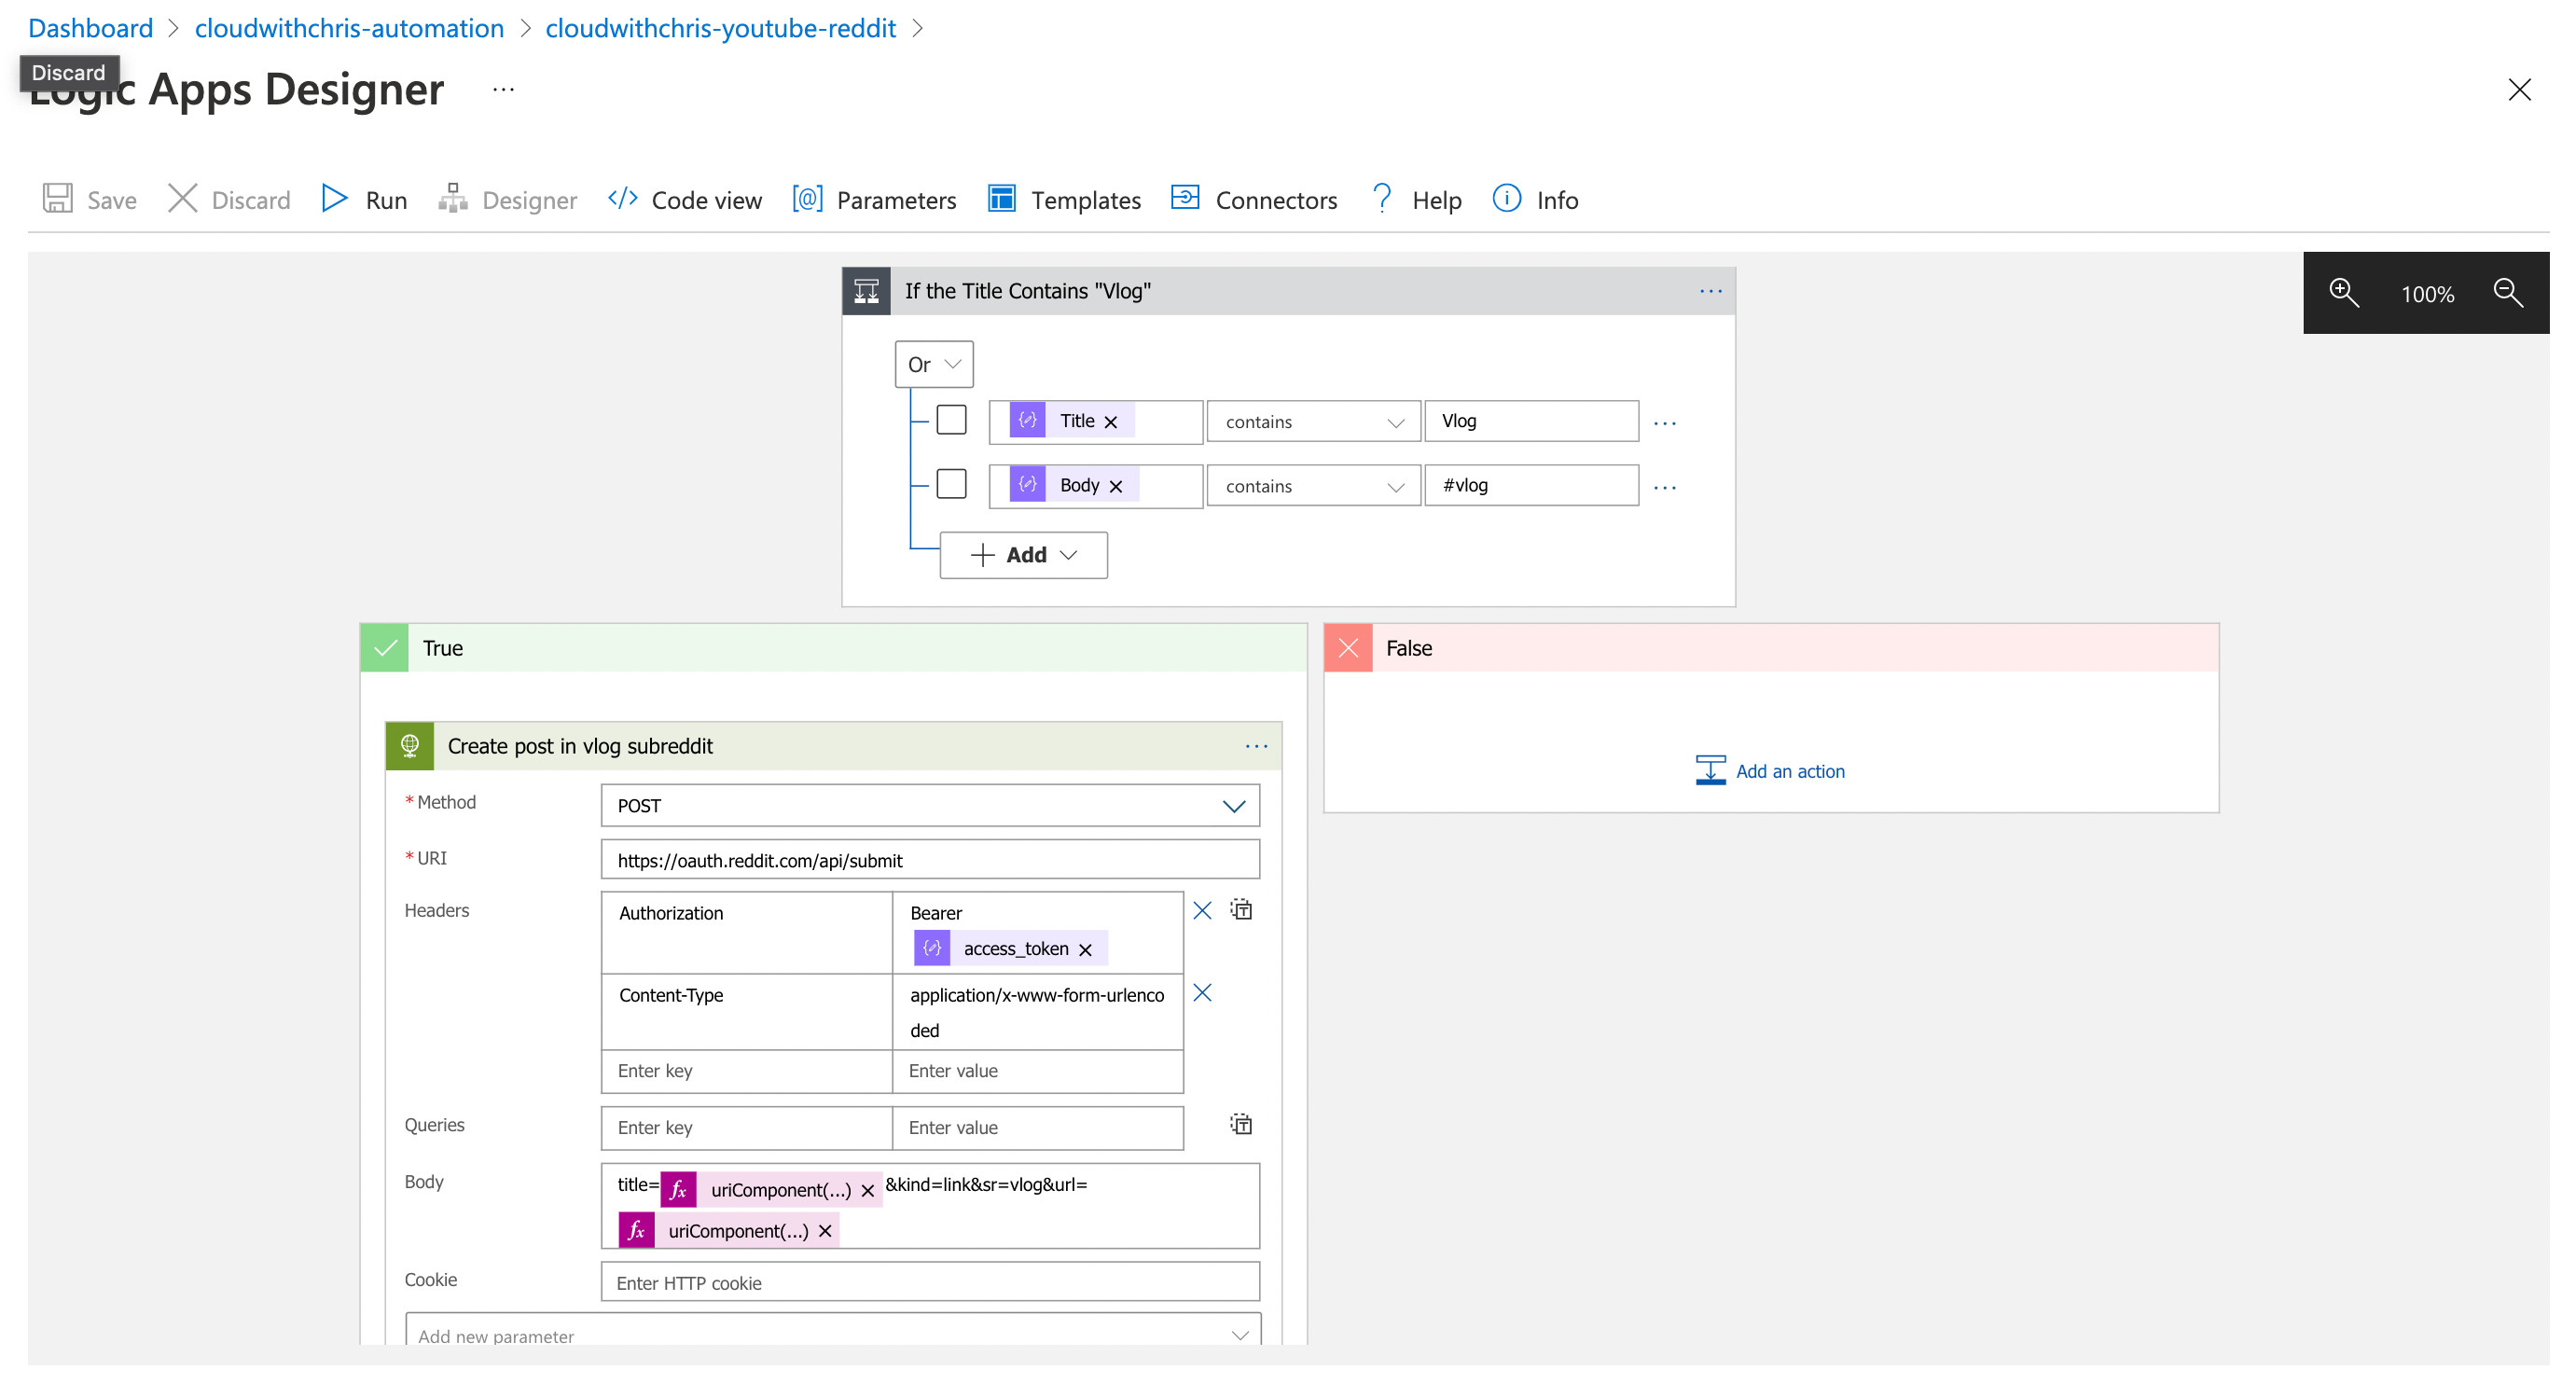 Dashboard > cloudwithchris-automation > cloudwithchris-youtube-reddit >
Discard
Logic Apps Designer ...
Save Discard Run Designer </> Code view [@] Parameters Templates Connectors ? Help Info
If the Title Contains "Vlog" ...
100%
Or
Title × contains Vlog ...
Body × contains #vlog ...
+ Add
True
False
Create post in vlog subreddit ...
Add an action
* Method POST
* URI https://oauth.reddit.com/api/submit
Headers Authorization Bearer
access_token ×
Content-Type application/x-www-form-urlenco
ded
Enter key Enter value
Queries Enter key Enter value
Body title= fx uriComponent(...) × &kind=link&sr=vlog&url=
fx uriComponent(...) ×
Cookie Enter HTTP cookie
Add new parameter